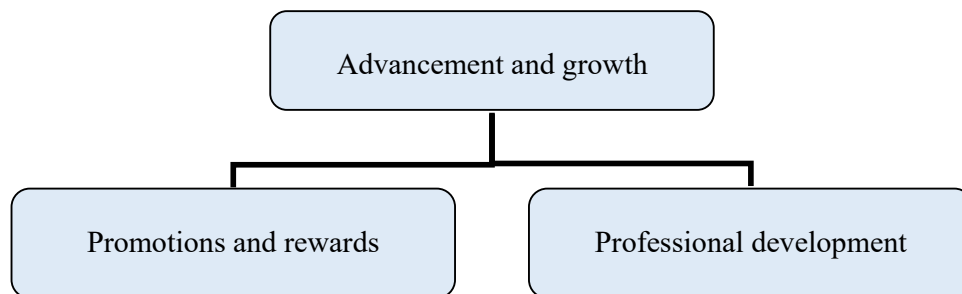 Advancement and growth
Promotions and rewards
Professional development